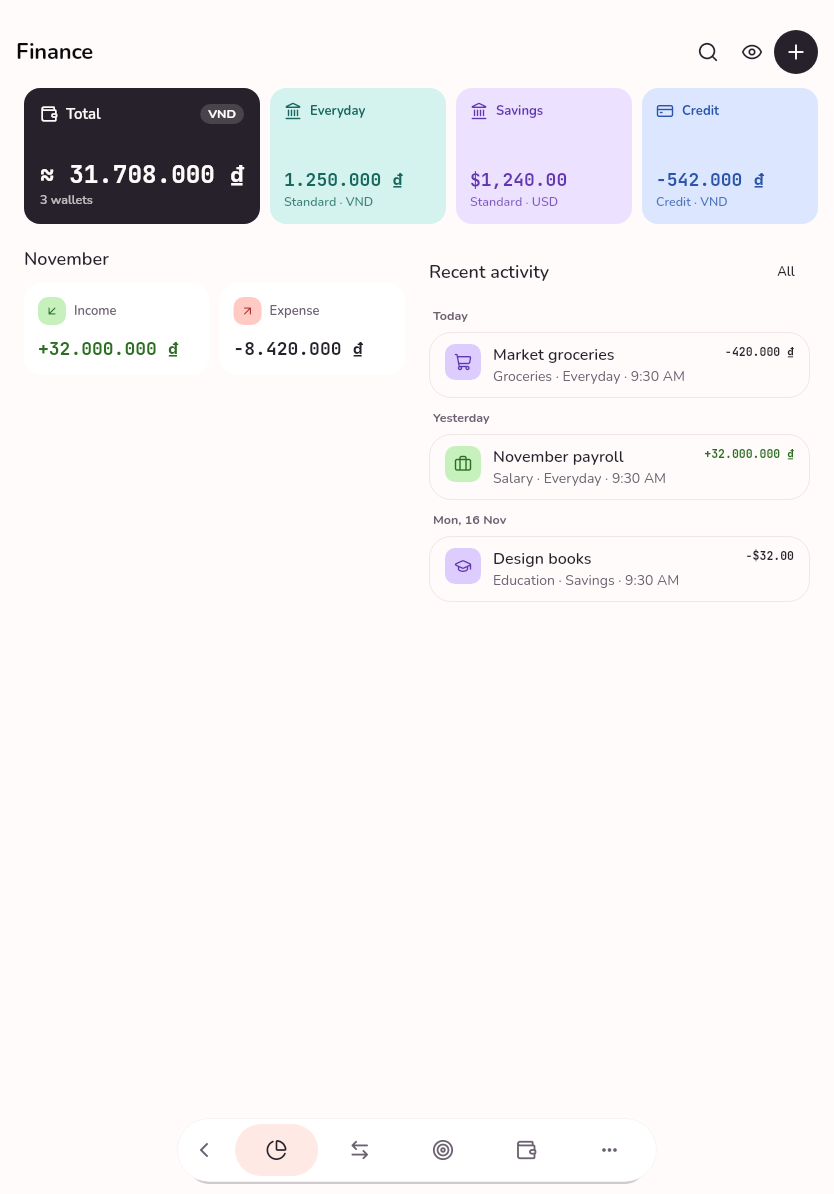 Finance
Total
VND
≈ 31.708.000 ₫
3 wallets
Everyday
1.250.000 ₫
Standard · VND
Savings
$1,240.00
Standard · USD
Credit
-542.000 ₫
Credit · VND
November
Income
+32.000.000 ₫
Expense
-8.420.000 ₫
Recent activity
All
Today
Market groceries
-420.000 ₫
Groceries · Everyday · 9:30 AM
Yesterday
November payroll
+32.000.000 ₫
Salary · Everyday · 9:30 AM
Mon, 16 Nov
Design books
-$32.00
Education · Savings · 9:30 AM